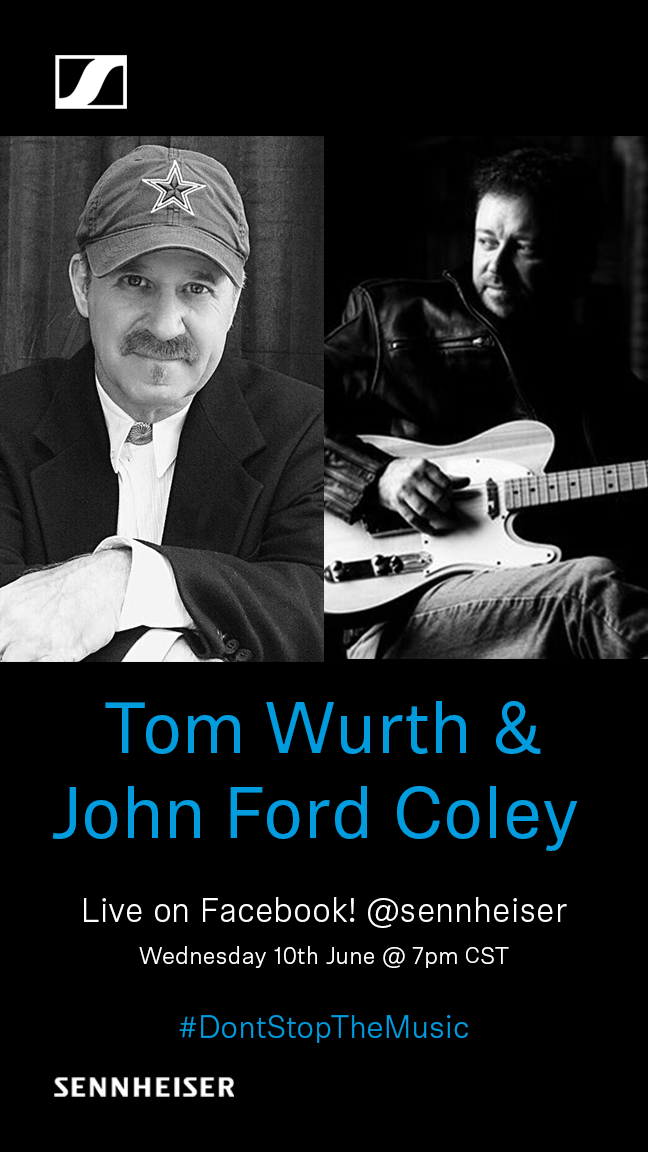 Tom Wurth &
John Ford Coley
Live on Facebook! @sennheiser
Wednesday 10th June @ 7pm CST
#DontStopTheMusic
SENNHEISER